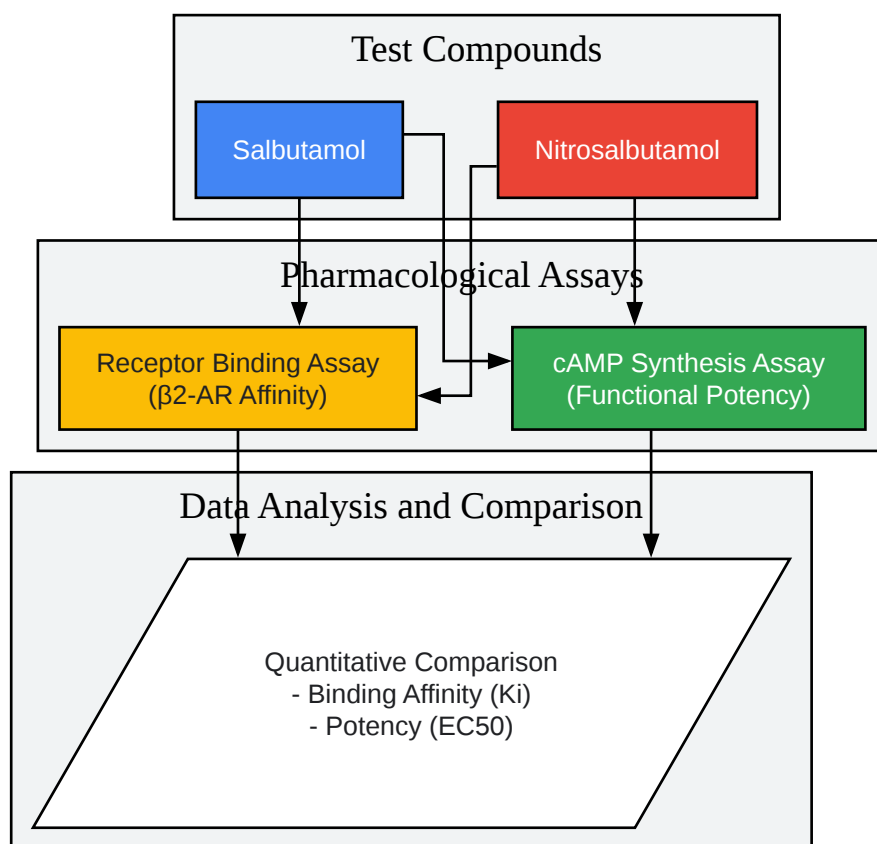 Test Compounds
Salbutamol
Nitrosalbutamol
Pharmacological Assays
Receptor Binding Assay
(β2-AR Affinity)
cAMP Synthesis Assay
(Functional Potency)
Data Analysis and Comparison
Quantitative Comparison
- Binding Affinity (Ki)
- Potency (EC50)